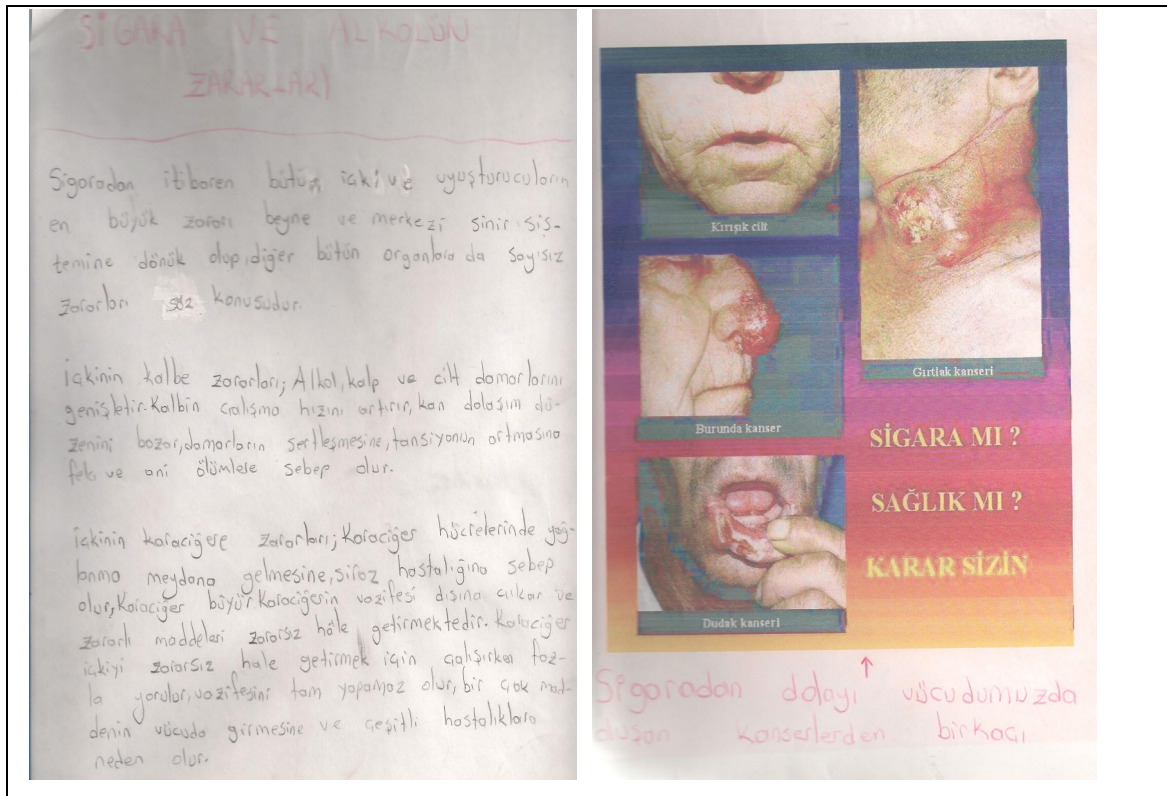 SİGARA VE ALKOLÜN
ZARARLARI
Sigaradan itibaren bütün içki ve uyuşturucuların
en büyük zararı beyne ve merkezi sinir sis-
temine dönük olup, diğer bütün organlara da sayısız
zararları söz konusudur.
İçkinin kalbe zararları; Alkol, kalp ve cilt damarlarını
genişletir. Kalbin çalışma hızını artırır, kan dolaşım dü-
zenini bozar, damarların sertleşmesine, tansiyonun artmasına
felç ve ani ölümlere sebep olur.
İçkinin karaciğere zararları; Karaciğer hücrelerinde yağ-
lanma meydana gelmesine, siroz hastalığına sebep
olur, Karaciğer büyür. Karaciğerin vazifesi dışına çıkar ve
zararlı maddeleri zararsız hâle getirmektedir. Karaciğer
içkiyi zararsız hale getirmek için çalışırken faz-
la yorulur, vazifesini tam yapamaz olur, bir çok mad-
denin vücuda girmesine ve çeşitli hastalıklara
neden olur.
Kırışık cilt
Gırtlak kanseri
Burunda kanser
Dudak kanseri
SİGARA MI ?
SAĞLIK MI ?
KARAR SİZİN
Sigaradan dolayı vücudumuzda
oluşan kanserlerden birkaçı